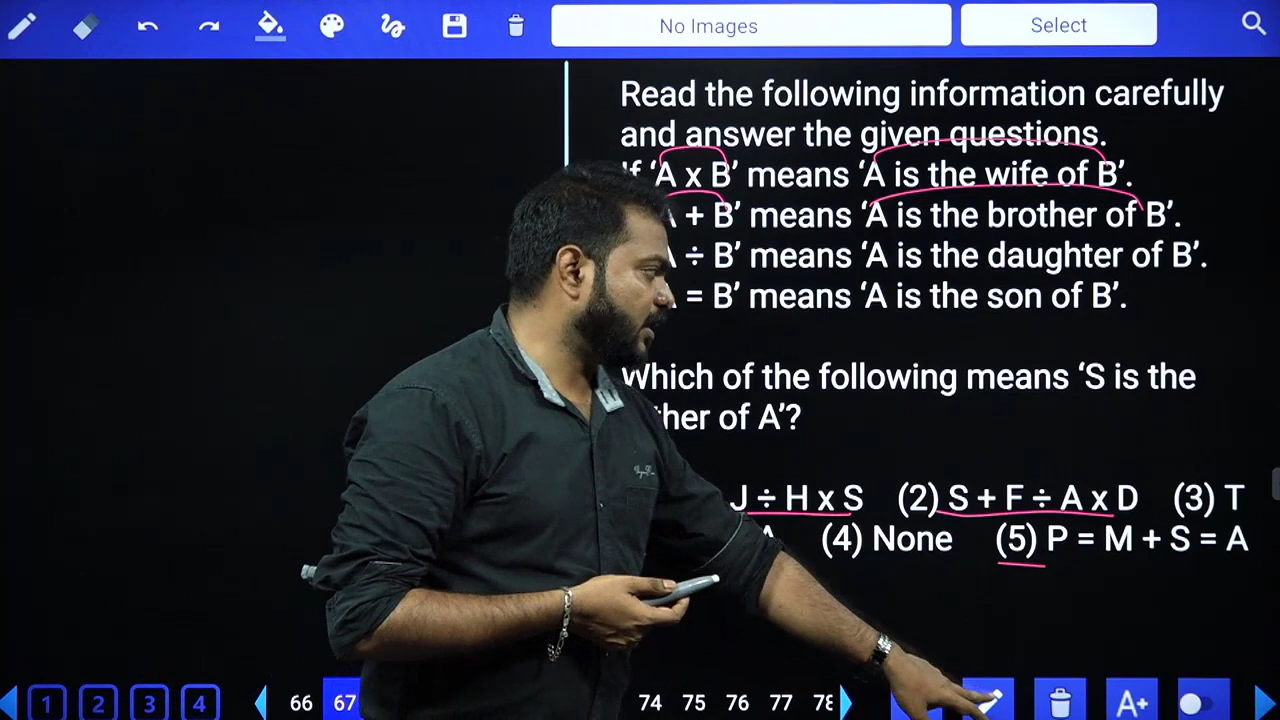 No Images
Select
Read the following information carefully
and answer the given questions.
If ‘A x B’ means ‘A is the wife of B’.
A + B’ means ‘A is the brother of B’.
÷ B’ means ‘A is the daughter of B’.
= B’ means ‘A is the son of B’.
Which of the following means ‘S is the
of A’?
J ÷ H x S (2) S + F ÷ A x D (3) T
(4) None (5) P = M + S = A
1 2 3 4 66 67 74 75 76 77 78
A+